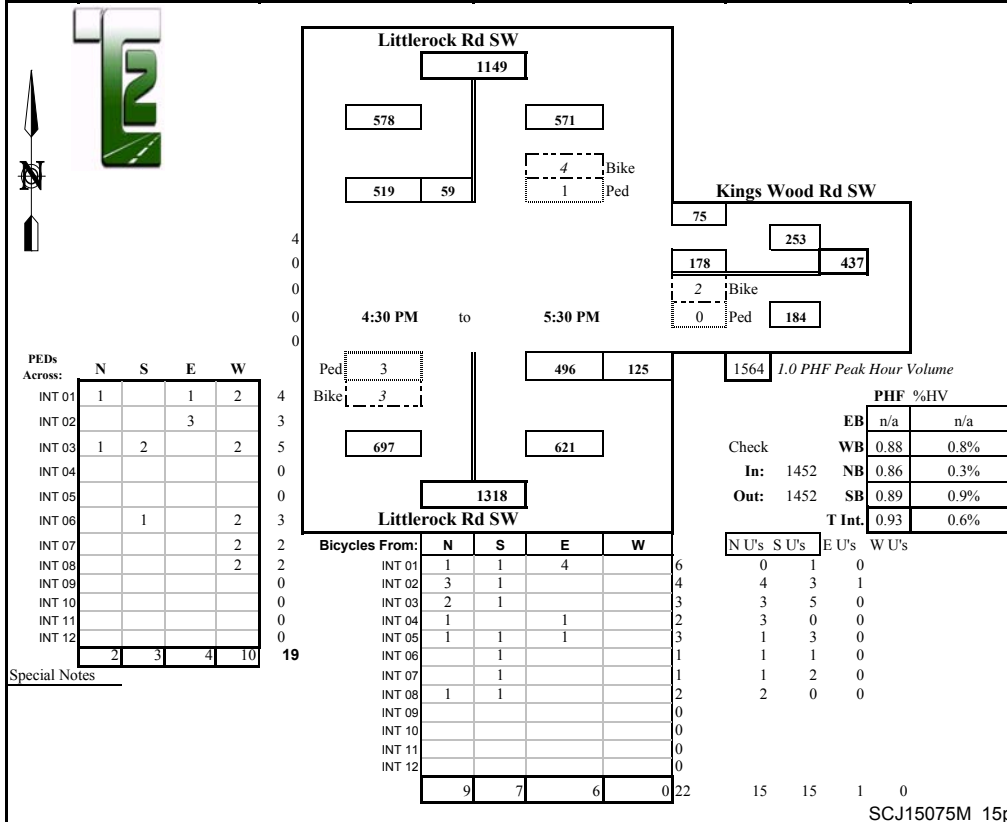 T2
N
Littlerock Rd SW
1149
578 571
4 Bike
519 59 1 Ped
Kings Wood Rd SW
75
4 253
0 178 437
0 2 Bike
0 4:30 PM to 5:30 PM 0 Ped 184
0
Ped 3 496 125 1564 1.0 PHF Peak Hour Volume
Bike 3
697 621
1318
Littlerock Rd SW
PHF %HV
EB n/a n/a
Check WB 0.88 0.8%
In: 1452 NB 0.86 0.3%
Out: 1452 SB 0.89 0.9%
T Int. 0.93 0.6%
PEDs
Across: N S E W
INT 01 1 1 2 4
INT 02 3 3
INT 03 1 2 2 5
INT 04 0
INT 05 0
INT 06 1 2 3
INT 07 2 2
INT 08 2 2
INT 09 0
INT 10 0
INT 11 0
INT 12 0
2 3 4 10 19
Special Notes
Bicycles From: N S E W N U's S U's E U's W U's
INT 01 1 1 4 6 0 1 0
INT 02 3 1 4 4 3 1
INT 03 2 1 3 3 5 0
INT 04 1 1 2 3 0 0
INT 05 1 1 1 3 1 3 0
INT 06 1 1 1 1 0
INT 07 1 1 1 2 0
INT 08 1 1 2 2 0 0
INT 09 0
INT 10 0
INT 11 0
INT 12 0
9 7 6 0 22 15 15 1 0
SCJ15075M_15p